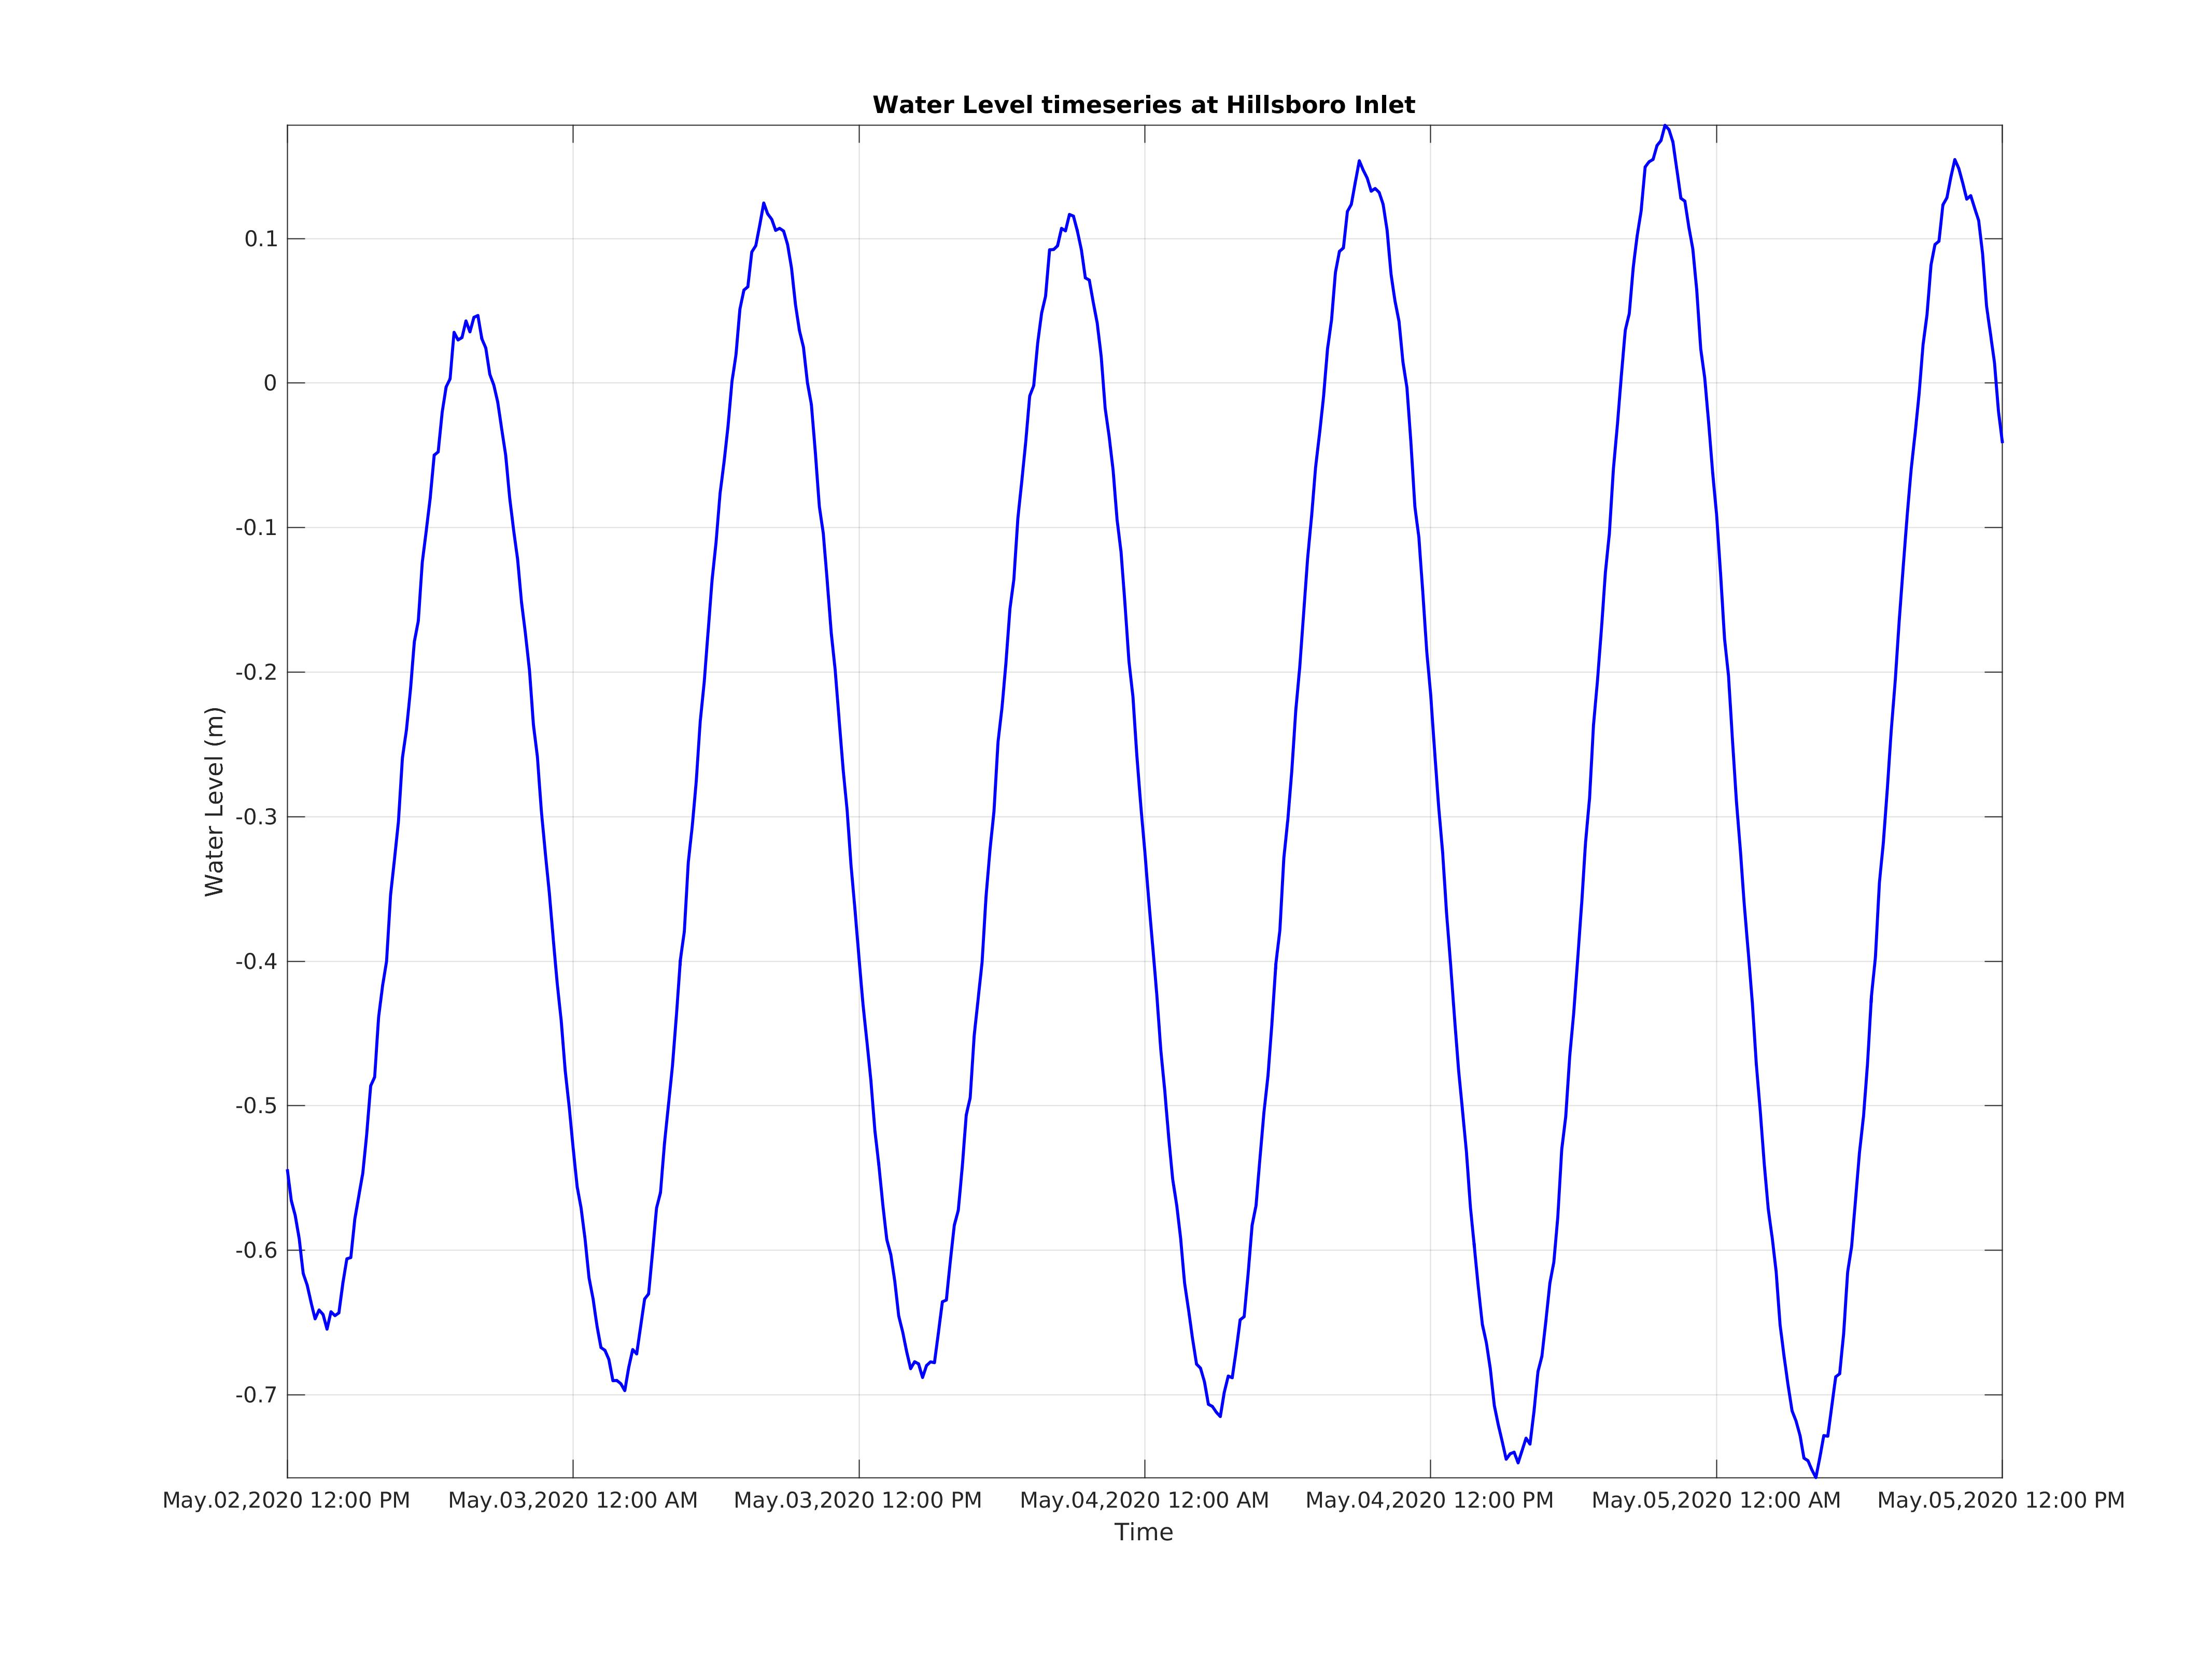 Water Level timeseries at Hillsboro Inlet
0.1
0
-0.1
-0.2
-0.3
-0.4
-0.5
-0.6
-0.7
Water Level (m)
May.02,2020 12:00 PM May.03,2020 12:00 AM May.03,2020 12:00 PM May.04,2020 12:00 AM May.04,2020 12:00 PM May.05,2020 12:00 AM May.05,2020 12:00 PM
Time